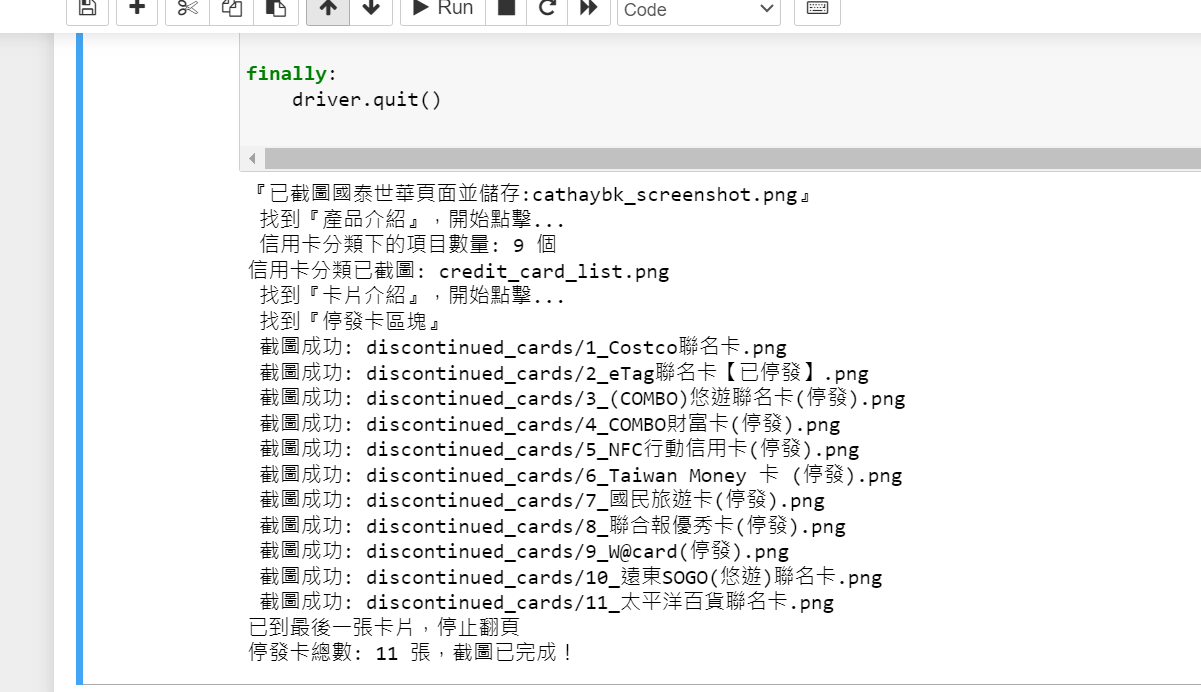 Run
Code
finally:
    driver.quit()
『已截圖國泰世華頁面並儲存:cathaybk_screenshot.png』
 找到『產品介紹』，開始點擊...
 信用卡分類下的項目數量: 9 個
信用卡分類已截圖: credit_card_list.png
 找到『卡片介紹』，開始點擊...
 找到『停發卡區塊』
 截圖成功: discontinued_cards/1_Costco聯名卡.png
 截圖成功: discontinued_cards/2_eTag聯名卡【已停發】.png
 截圖成功: discontinued_cards/3_(COMBO)悠遊聯名卡(停發).png
 截圖成功: discontinued_cards/4_COMBO財富卡(停發).png
 截圖成功: discontinued_cards/5_NFC行動信用卡(停發).png
 截圖成功: discontinued_cards/6_Taiwan Money 卡 (停發).png
 截圖成功: discontinued_cards/7_國民旅遊卡(停發).png
 截圖成功: discontinued_cards/8_聯合報優秀卡(停發).png
 截圖成功: discontinued_cards/9_W@card(停發).png
 截圖成功: discontinued_cards/10_遠東SOGO(悠遊)聯名卡.png
 截圖成功: discontinued_cards/11_太平洋百貨聯名卡.png
已到最後一張卡片，停止翻頁
停發卡總數: 11 張，截圖已完成！